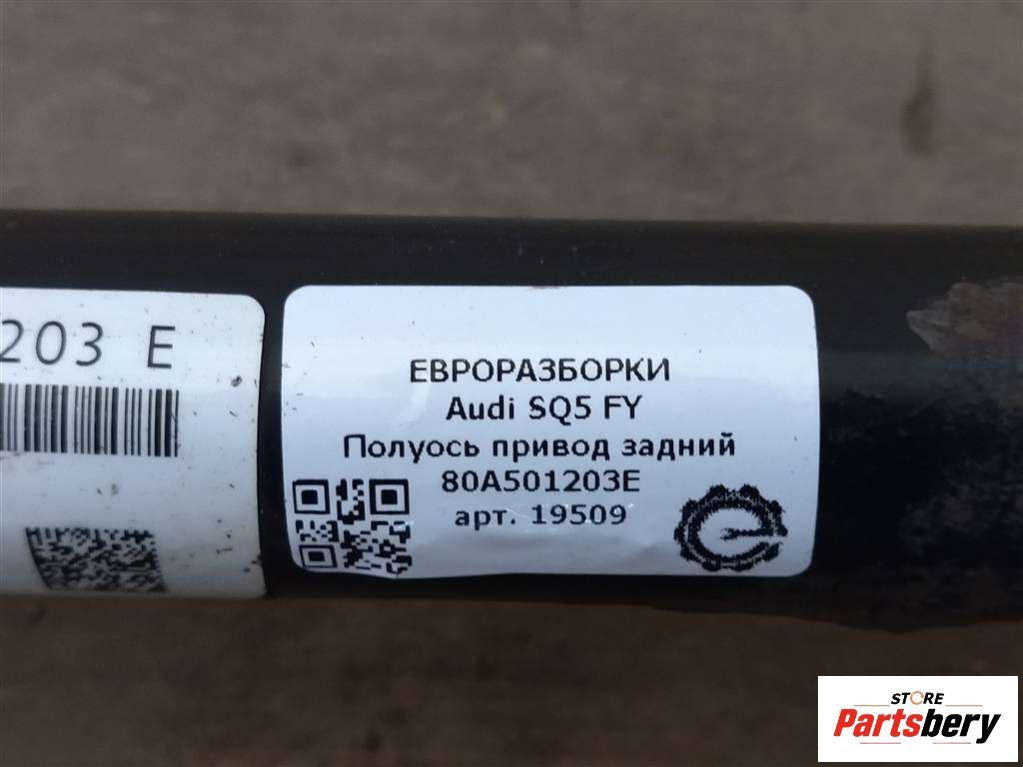 203 E
ЕВРОРАЗБОРКИ
Audi SQ5 FY
Полуось привод задний
80A501203E
арт. 19509
STORE
Partsbery